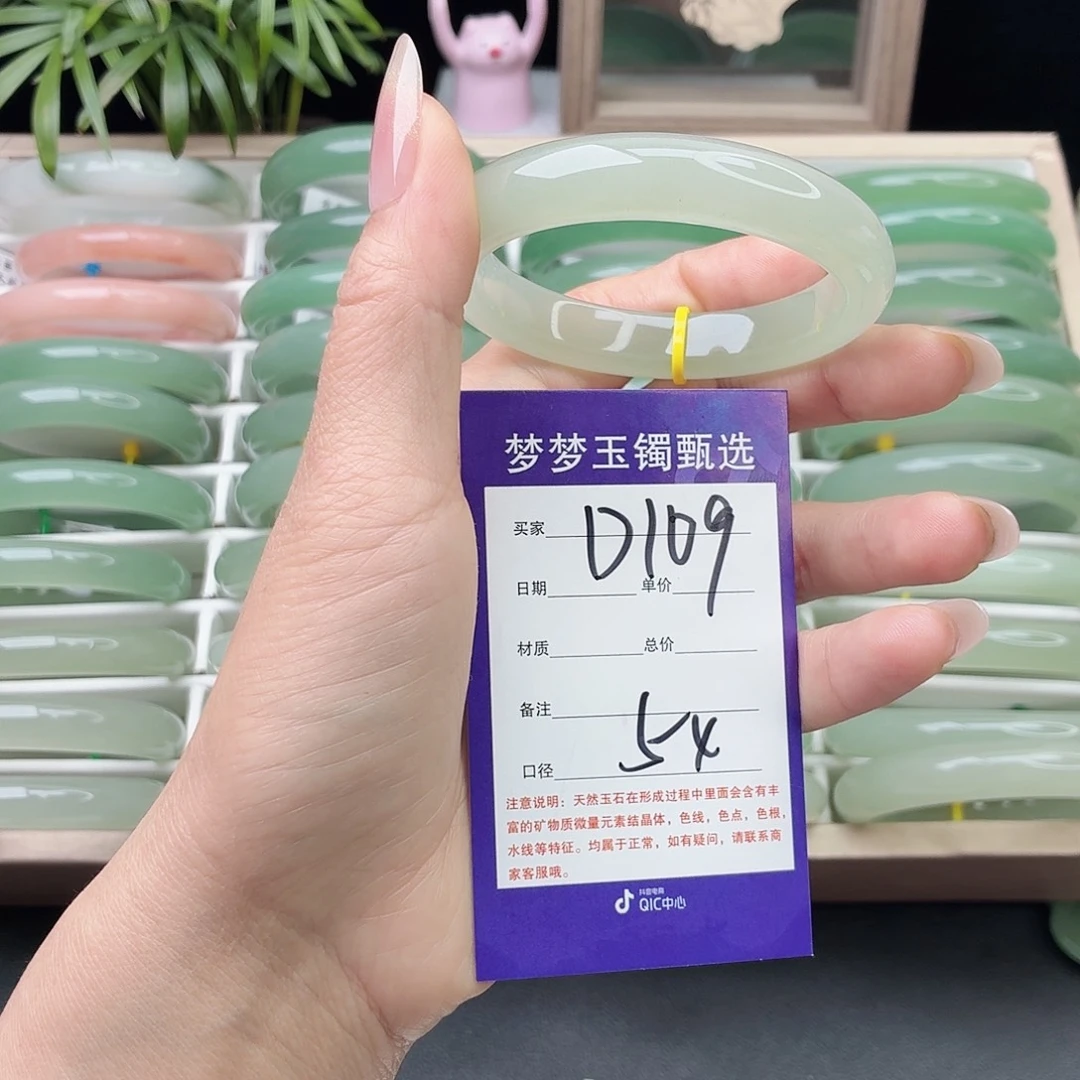 梦梦玉镯甄选
买家 D109
日期 单价
材质 总价
备注
口径 54
注意说明：天然玉石在形成过程中里面会含有丰
富的矿物质微量元素结晶体，色线，色点，色根，
水线等特征。均属于正常，如有疑问，请联系商
家客服哦。
抖音电商
QIC中心